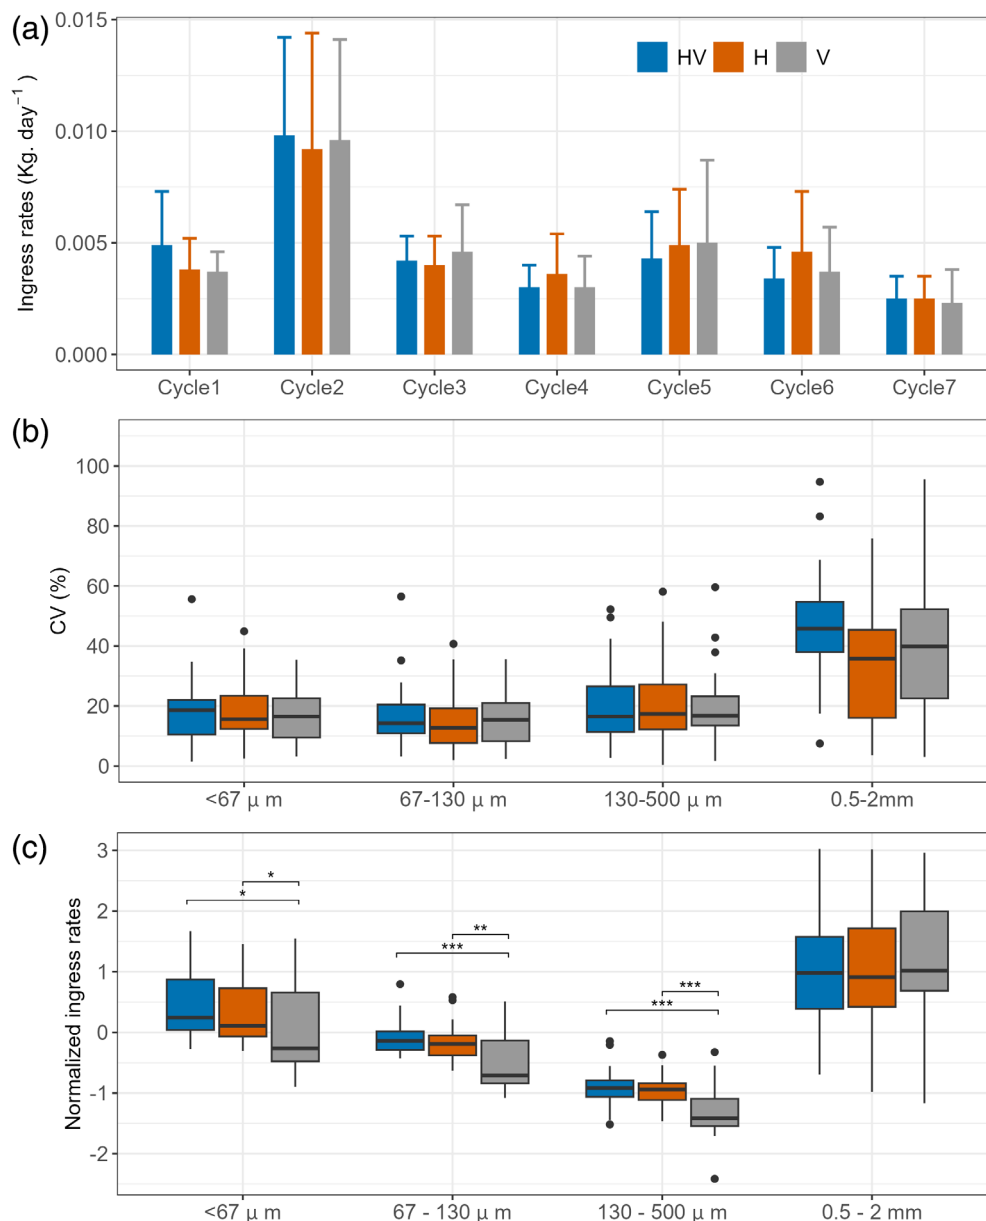 (a)
Ingress rates (Kg. day⁻¹ )
0.015
0.010
0.005
0.000
HV H V
Cycle1 Cycle2 Cycle3 Cycle4 Cycle5 Cycle6 Cycle7
(b)
CV (%)
100
80
60
40
20
0
<67 μ m 67-130 μ m 130-500 μ m 0.5-2mm
(c)
Normalized ingress rates
3
2
1
0
-1
-2
*
*
**
***
***
***
<67 μ m 67 - 130 μ m 130 - 500 μ m 0.5 - 2 mm